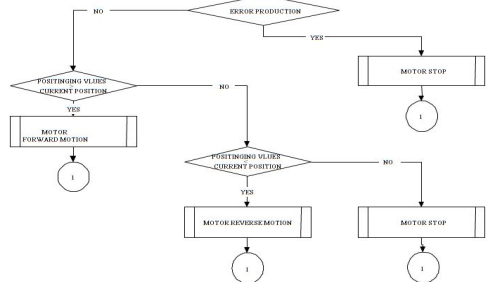 NO
ERROR PRODUCTION
YES
POSITINGING VLUES
CURRENT POSITION
NO
MOTOR STOP
YES
MOTOR
FORWARD MOTION
1
1
POSITINGING VLUES
CURRENT POSITION
NO
YES
MOTOR REVERSE MOTION
MOTOR STOP
1
1